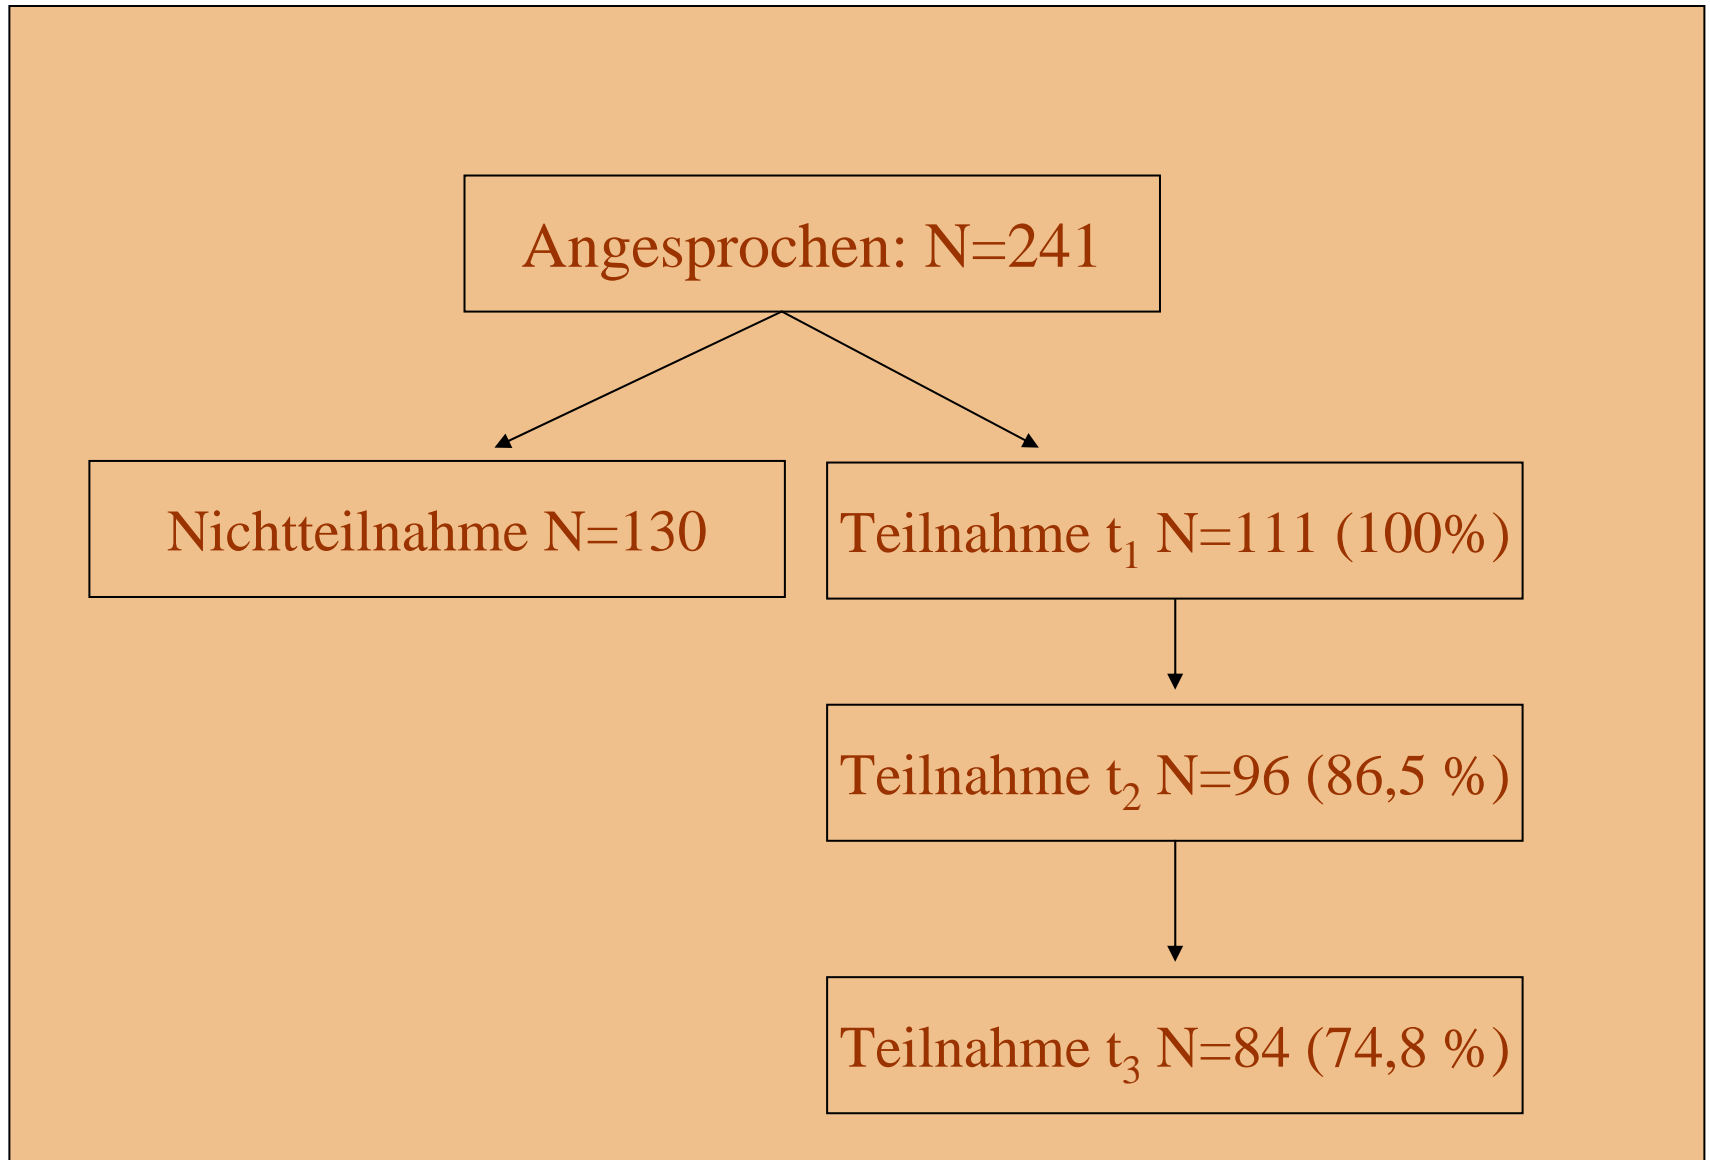 Angesprochen: N=241
Nichtteilnahme N=130
Teilnahme t₁ N=111 (100%)
Teilnahme t₂ N=96 (86,5 %)
Teilnahme t₃ N=84 (74,8 %)